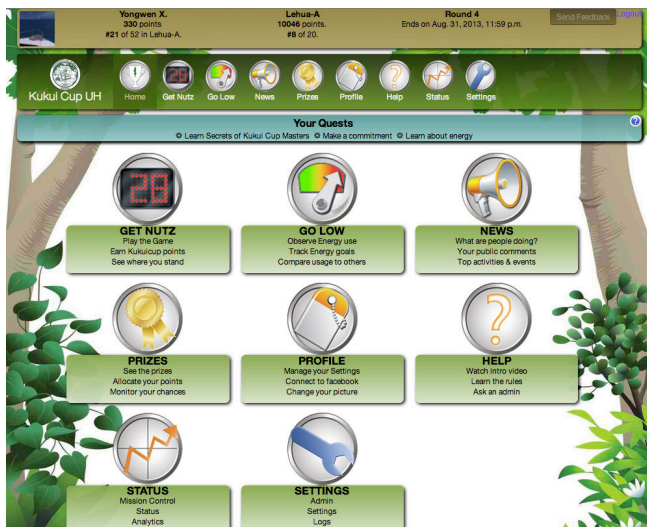 Yongwen X.
330 points
#21 of 52 in Lehua-A.
Lehua-A
10046 points.
#8 of 20.
Round 4
Ends on Aug. 31, 2013, 11:59 p.m.
Send Feedback
Logout
Kukui Cup UH
Home
Get Nutz
Go Low
News
Prizes
Profile
Help
Status
Settings
Your Quests
Learn Secrets of Kukui Cup Masters Make a commitment Learn about energy
GET NUTZ
Play the Game
Earn Kukuicup points
See where you stand
GO LOW
Observe Energy use
Track Energy goals
Compare usage to others
NEWS
What are people doing?
Your public comments
Top activities & events
PRIZES
See the prizes
Allocate your points
Monitor your chances
PROFILE
Manage your Settings
Connect to facebook
Change your picture
HELP
Watch intro video
Learn the rules
Ask an admin
STATUS
Mission Control
Status
Analytics
SETTINGS
Admin
Settings
Logs